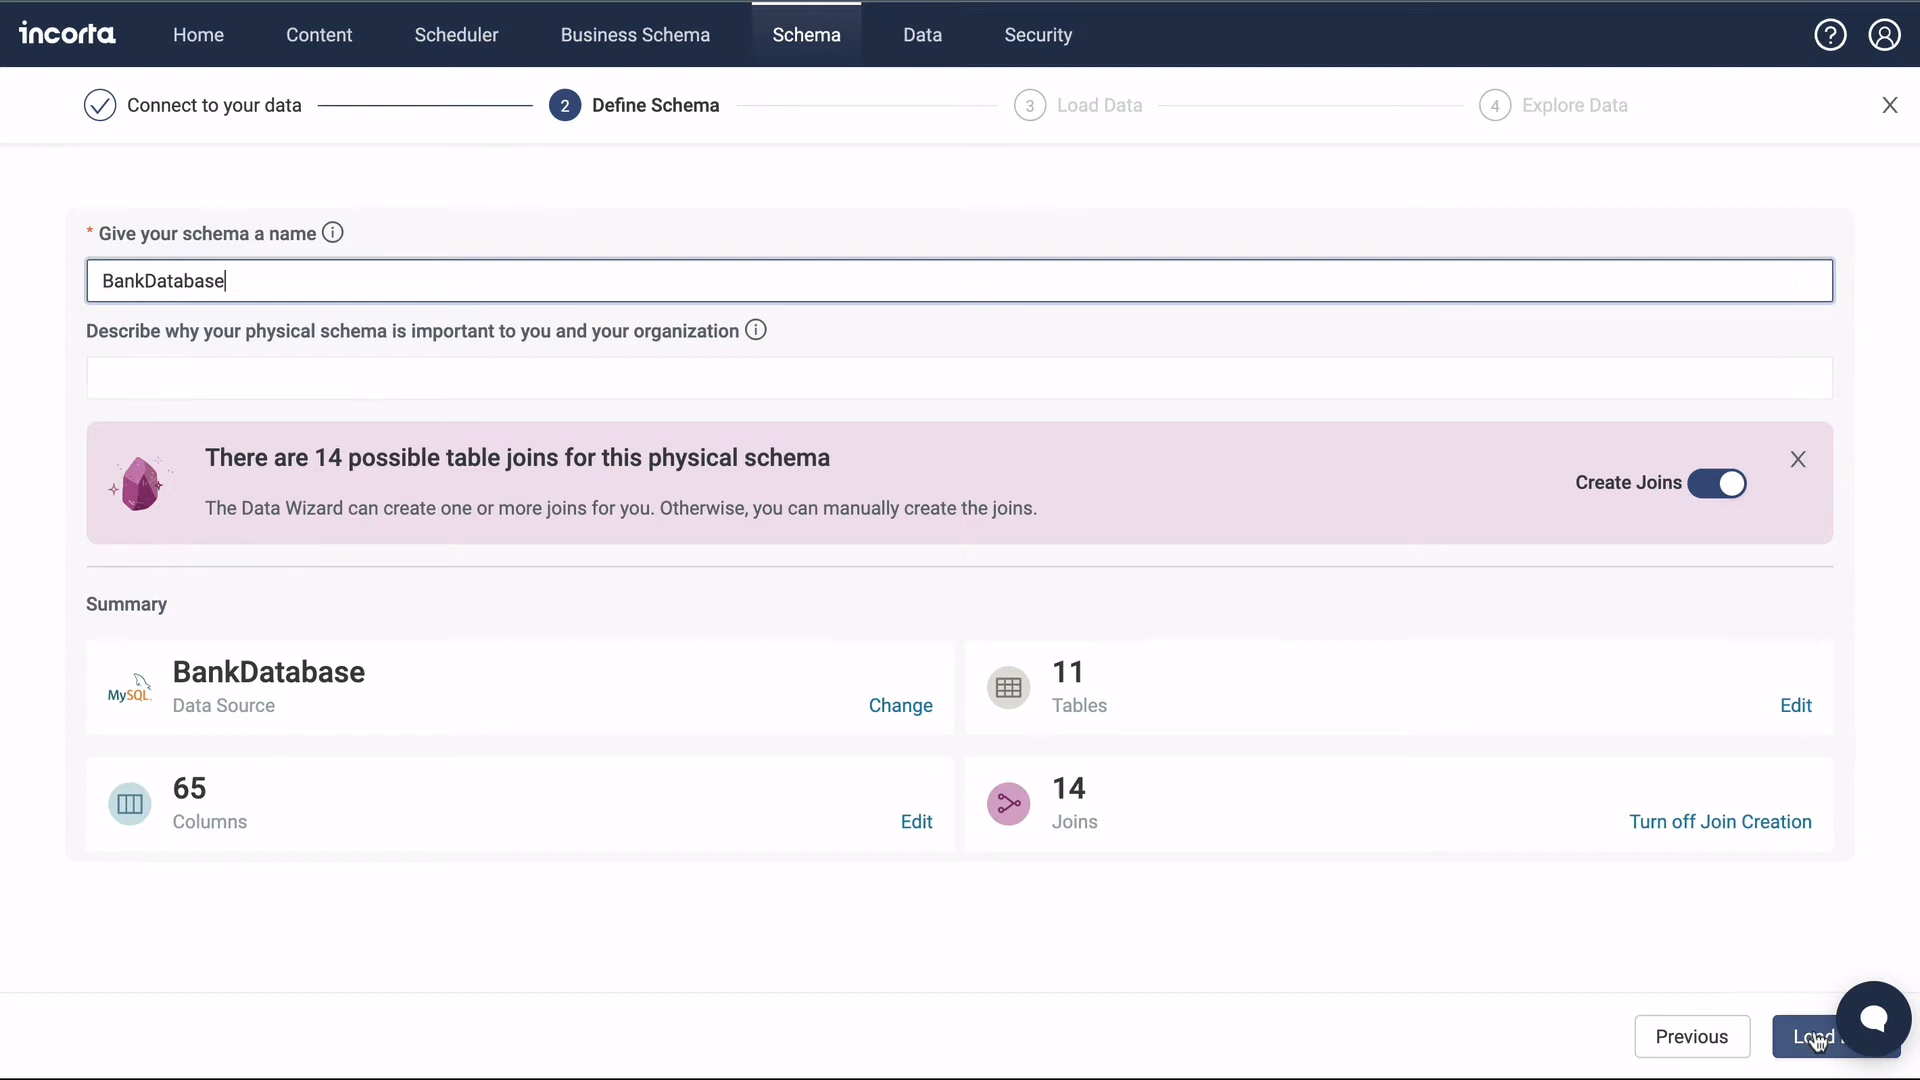 incorta Home Content Scheduler Business Schema Schema Data Security ?
Connect to your data 2 Define Schema 3 Load Data 4 Explore Data X
* Give your schema a name i
BankDatabase
Describe why your physical schema is important to you and your organization i
There are 14 possible table joins for this physical schema
Create Joins
The Data Wizard can create one or more joins for you. Otherwise, you can manually create the joins.
Summary
MySQL BankDatabase
Data Source Change
11
Tables Edit
65
Columns Edit
14
Joins Turn off Join Creation
Previous